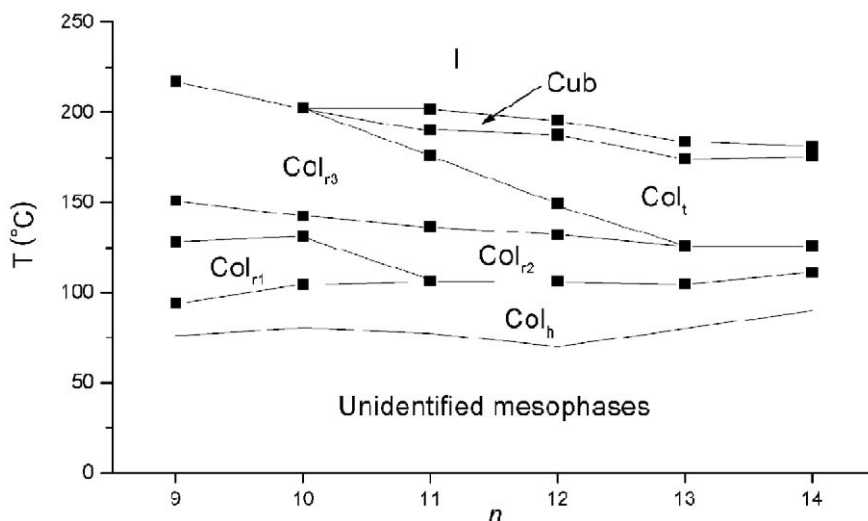 250
I
Cub
200
Col_r3
Col_t
150
T (°C)
Col_r2
Col_r1
100
Col_h
50
Unidentified mesophases
0
9 10 11 12 13 14
n